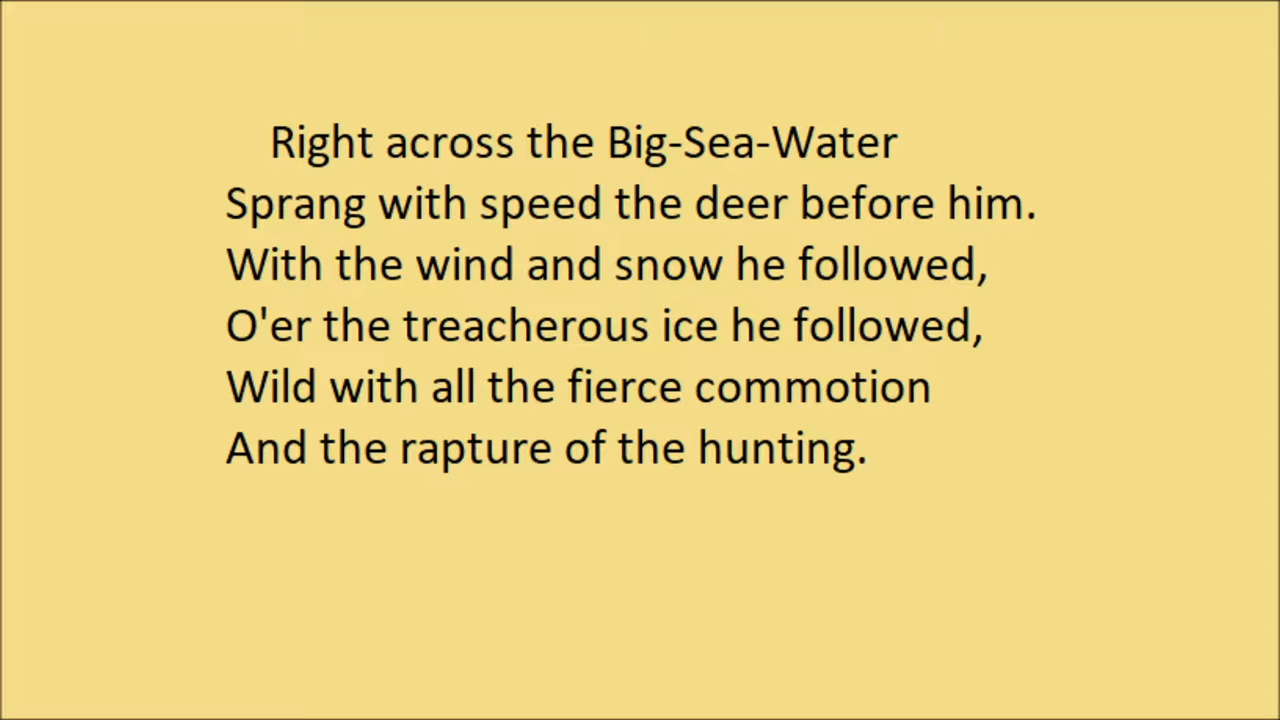 Right across the Big-Sea-Water
Sprang with speed the deer before him.
With the wind and snow he followed,
O'er the treacherous ice he followed,
Wild with all the fierce commotion
And the rapture of the hunting.